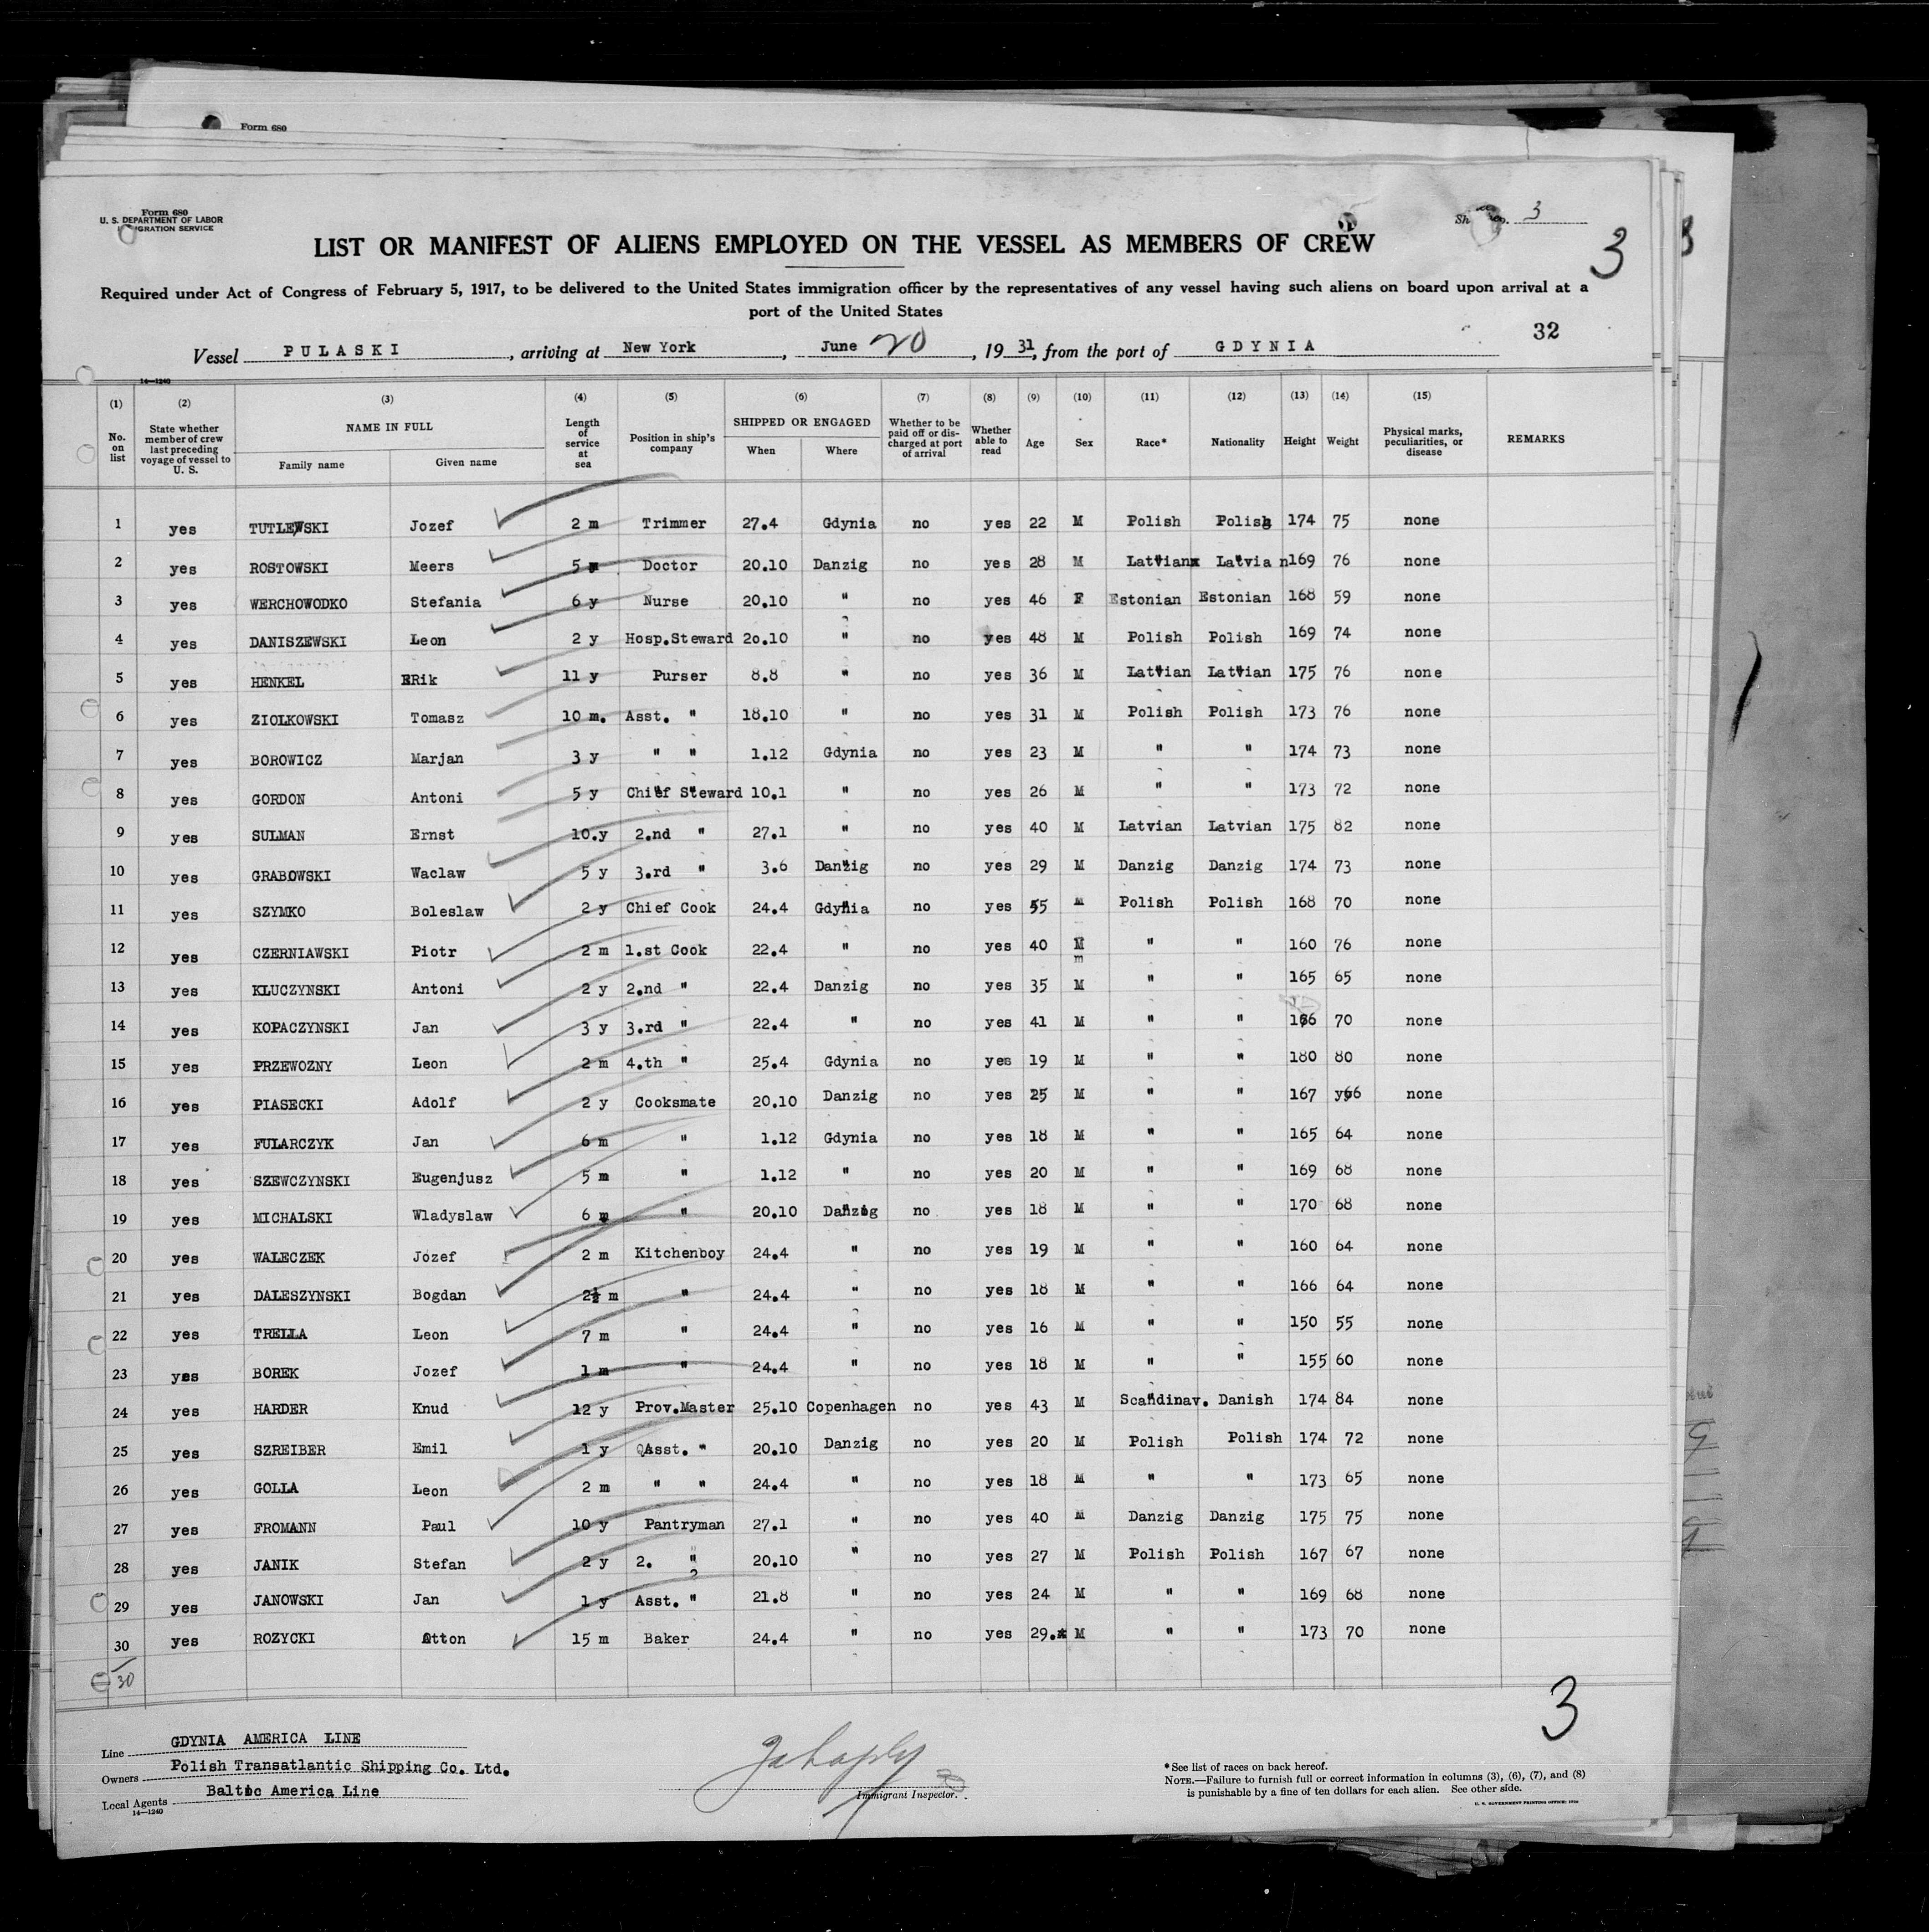 Form 680
Form 680
U. S. DEPARTMENT OF LABOR
IMMIGRATION SERVICE
3
LIST OR MANIFEST OF ALIENS EMPLOYED ON THE VESSEL AS MEMBERS OF CREW
3
Required under Act of Congress of February 5, 1917, to be delivered to the United States immigration officer by the representatives of any vessel having such aliens on board upon arrival at a
port of the United States
32
Vessel PULASKI, arriving at New York, June 20, 1931, from the port of GDYNIA
14—1240
(1) (2) (3) (4) (5) (6) (7) (8) (9) (10) (11) (12) (13) (14) (15)
No. on list State whether member of crew last preceding voyage of vessel to U. S. NAME IN FULL Family name Given name Length of service at sea Position in ship's company SHIPPED OR ENGAGED When Where Whether to be paid off or discharged at port of arrival Whether able to read Age Sex Race* Nationality Height Weight Physical marks, peculiarities, or disease REMARKS
1 yes TUTLEWSKI Jozef 2 m Trimmer 27.4 Gdynia no yes 22 M Polish Polish 174 75 none
2 yes ROSTOWSKI Meers 5 Doctor 20.10 Danzig no yes 28 M Latvian Latvian 169 76 none
3 yes WERCHOWODKO Stefania 6 y Nurse 20.10 " no yes 46 F Estonian Estonian 168 59 none
4 yes DANISZEWSKI Leon 2 y Hosp.Steward 20.10 " no yes 48 M Polish Polish 169 74 none
5 yes HENKEL ERik 11 y Purser 8.8 " no yes 36 M Latvian Latvian 175 76 none
6 yes ZIOLKOWSKI Tomasz 10 m. Asst. " 18.10 " no yes 31 M Polish Polish 173 76 none
7 yes BOROWICZ Marjan 3 y " " 1.12 Gdynia no yes 23 M " " 174 73 none
8 yes GORDON Antoni 5 y Chief Steward 10.1 " no yes 26 M " " 173 72 none
9 yes SULMAN Ernst 10.y 2.nd " 27.1 " no yes 40 M Latvian Latvian 175 82 none
10 yes GRABOWSKI Waclaw 5 y 3.rd " 3.6 Danzig no yes 29 M Danzig Danzig 174 73 none
11 yes SZYMKO Boleslaw 2 y Chief Cook 24.4 Gdynia no yes 55 M Polish Polish 168 70 none
12 yes CZERNIAWSKI Piotr 2 m 1.st Cook 22.4 " no yes 40 M " " 160 76 none
13 yes KLUCZYNSKI Antoni 2 y 2.nd " 22.4 Danzig no yes 35 M " " 165 65 none
14 yes KOPACZYNSKI Jan 3 y 3.rd " 22.4 " no yes 41 M " " 70 none
15 yes PRZEWOZNY Leon 2 m 4.th " 25.4 Gdynia no yes 19 M " " 180 80 none
16 yes PIASECKI Adolf 2 y Cooksmate 20.10 Danzig no yes 25 M " " 167 66 none
17 yes FULARCZYK Jan 6 m " 1.12 Gdynia no yes 18 M " " 165 64 none
18 yes SZEWCZYNSKI Eugenjusz 5 m " 1.12 " no yes 20 M " " 169 68 none
19 yes MICHALSKI Wladyslaw 6 m " 20.10 Danzig no yes 18 M " " 170 68 none
20 yes WALECZEK Jozef 2 m Kitchenboy 24.4 " no yes 19 M " " 160 64 none
21 yes DALESZYNSKI Bogdan 2½ m " 24.4 " no yes 18 M " " 166 64 none
22 yes TRELLA Leon 7 m " 24.4 " no yes 16 M " " 150 55 none
23 yes BOREK Jozef 1 m " 24.4 " no yes 18 M " " 155 60 none
24 yes HARDER Knud 12 y Prov.Master 25.10 Copenhagen no yes 43 M Scandinav. Danish 174 84 none
25 yes SZREIBER Emil 1 y Asst. " 20.10 Danzig no yes 20 M Polish Polish 174 72 none
26 yes GOLLA Leon 2 m " " 24.4 " no yes 18 M " " 173 65 none
27 yes FROMANN Paul 10 y Pantryman 27.1 " no yes 40 M Danzig Danzig 175 75 none
28 yes JANIK Stefan 2 y 2. " 20.10 " no yes 27 M Polish Polish 167 67 none
29 yes JANOWSKI Jan 1 y Asst. " 21.8 " no yes 24 M " " 169 68 none
30 yes ROZYCKI Otton 15 m Baker 24.4 " no yes 29. M " " 173 70 none
30
3
Line GDYNIA AMERICA LINE
Owners Polish Transatlantic Shipping Co. Ltd.
Local Agents Baltic America Line
14—1240
Immigrant Inspector.
*See list of races on back hereof.
NOTE.—Failure to furnish full or correct information in columns (3), (6), (7), and (8)
is punishable by a fine of ten dollars for each alien. See other side.